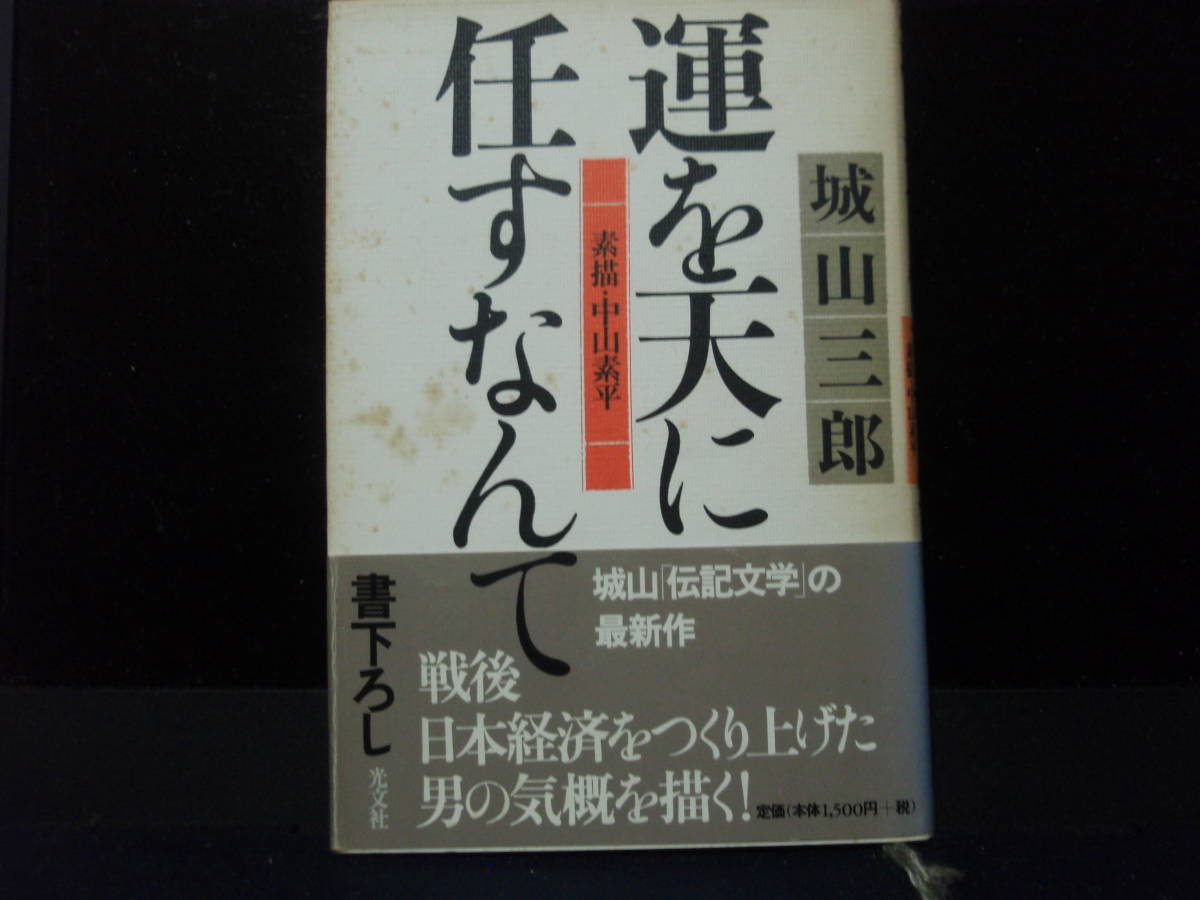 城山三郎
運を天に
任すなんて
素描・中山素平
城山「伝記文学」の
最新作
戦後
日本経済をつくり上げた
男の気概を描く!
書下ろし
光文社
定価(本体1,500円+税)